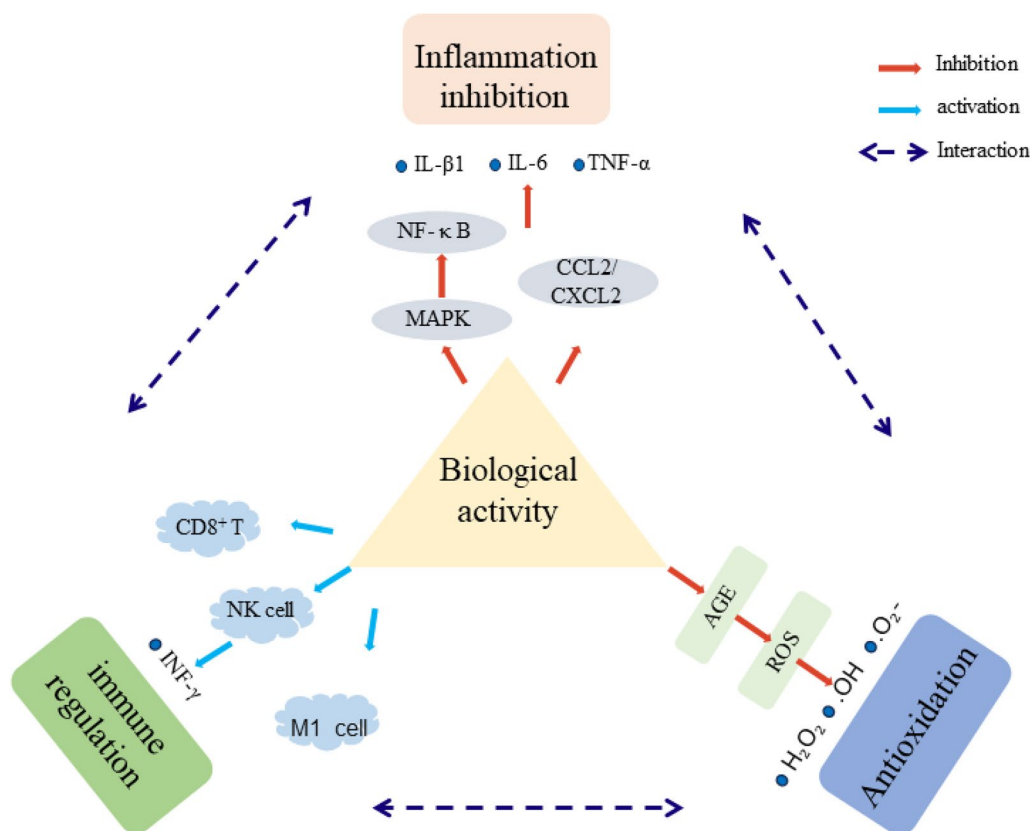 Inflammation
inhibition
Inhibition
activation
Interaction
IL-β1
IL-6
TNF-α
NF-κB
CCL2/
CXCL2
MAPK
Biological
activity
CD8⁺ T
NK cell
INF-γ
M1 cell
immune
regulation
AGE
ROS
H₂O₂
.OH
.O₂⁻
Antioxidation